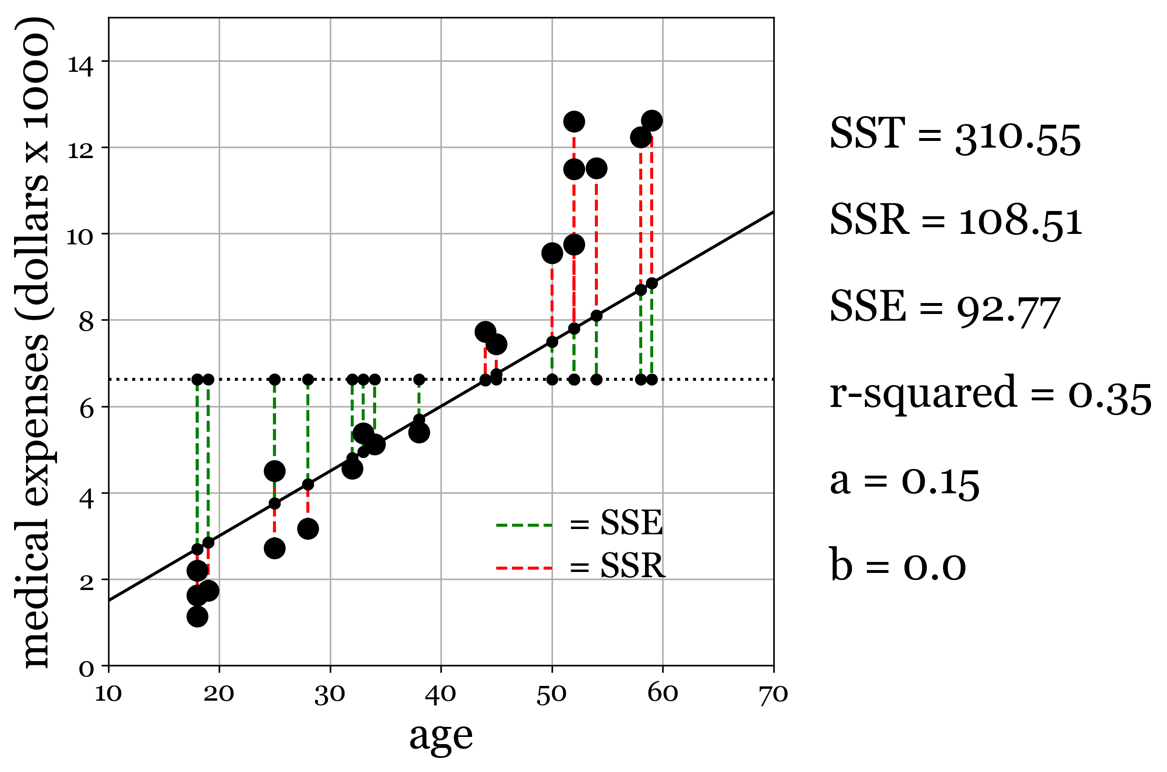 medical expenses (dollars x 1000)
14
12
10
8
6
4
2
0
10 20 30 40 50 60 70
age
= SSE
= SSR
SST = 310.55
SSR = 108.51
SSE = 92.77
r-squared = 0.35
a = 0.15
b = 0.0